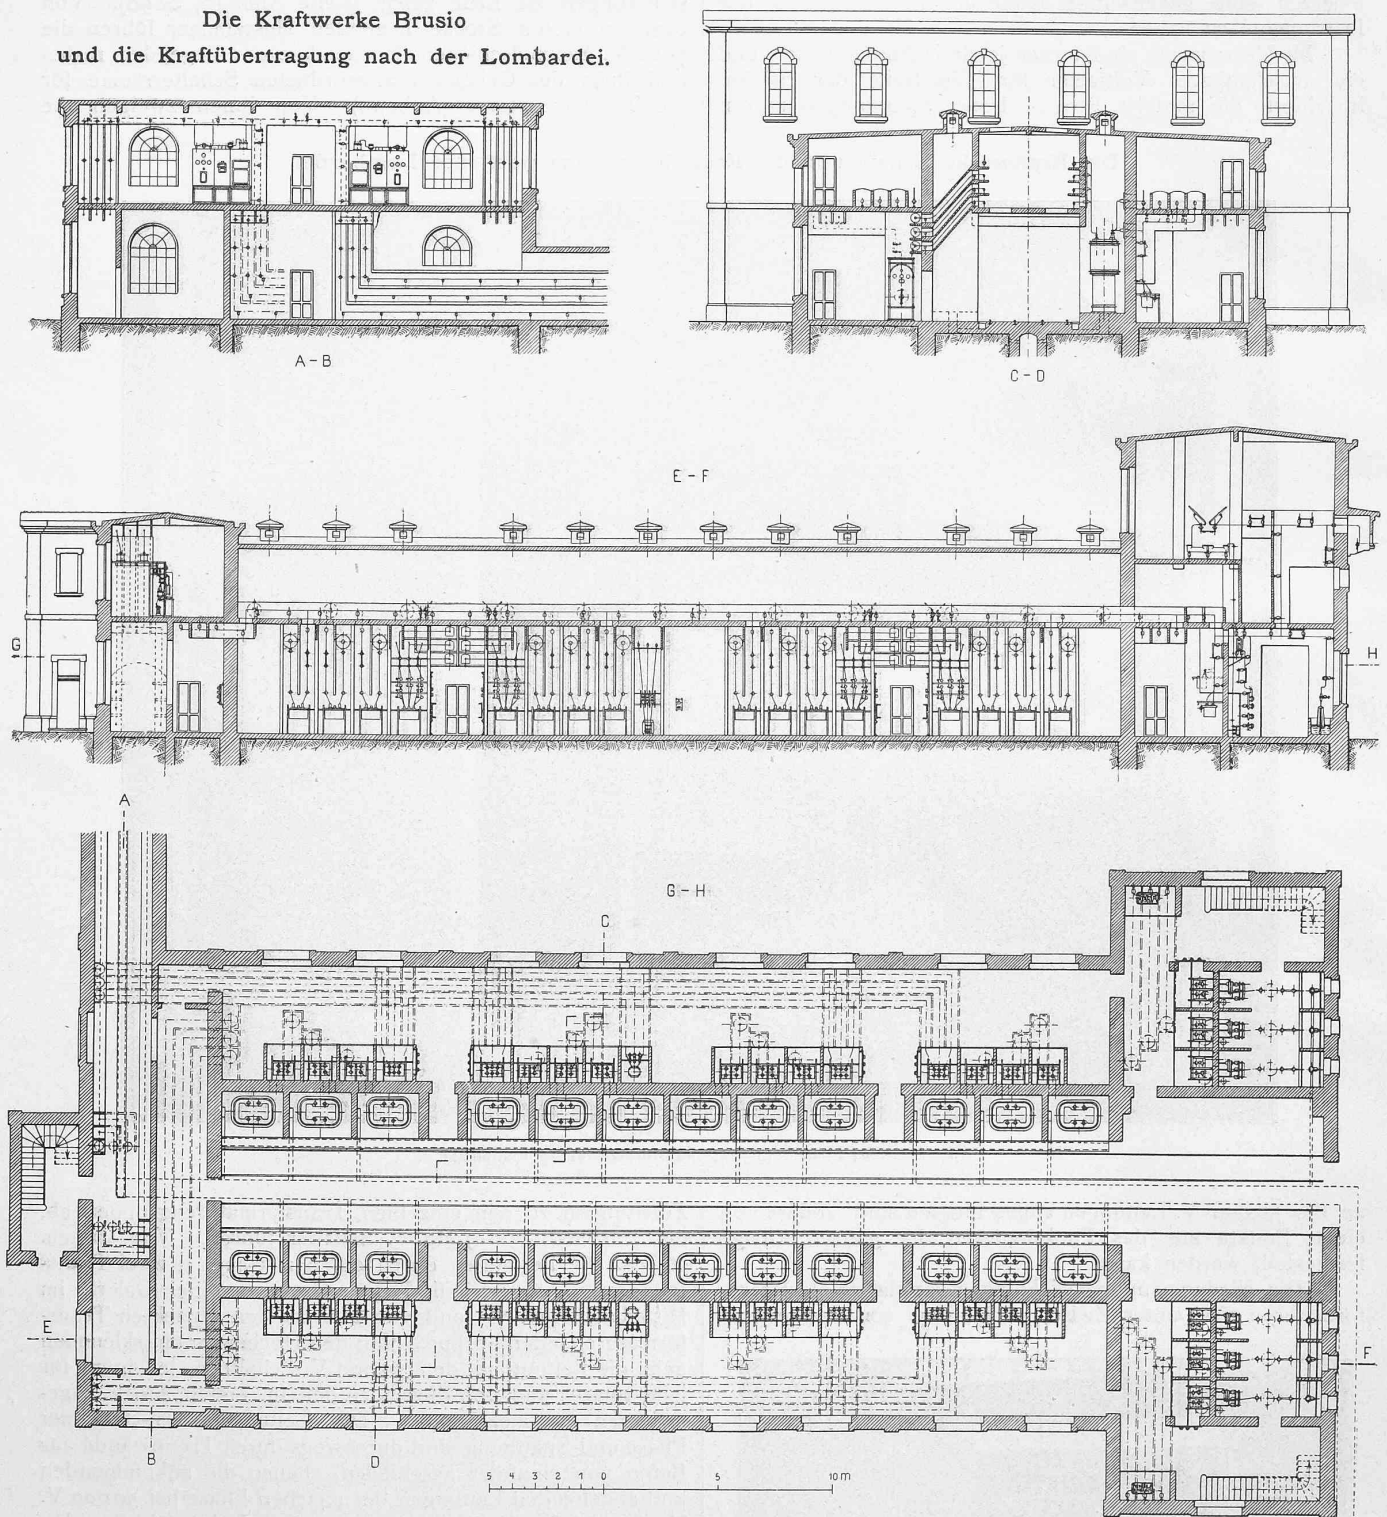 Die Kraftwerke Brusio
und die Kraftübertragung nach der Lombardei.
A-B
C-D
E-F
G
H
A
G-H
C
E
F
B
D
5 4 3 2 1 0 5 10 m